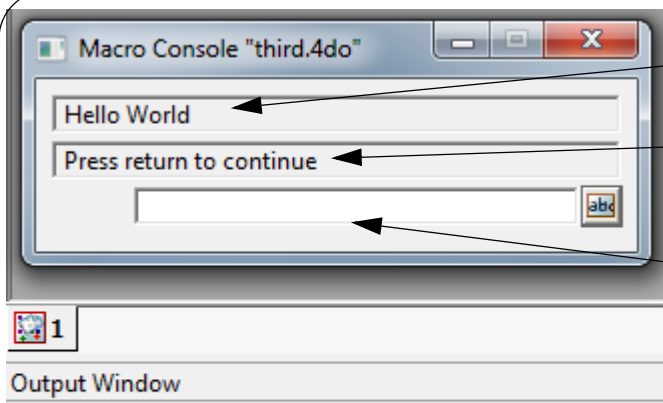 Macro Console "third.4do"
Hello World
Press return to continue
abc
1
Output Window